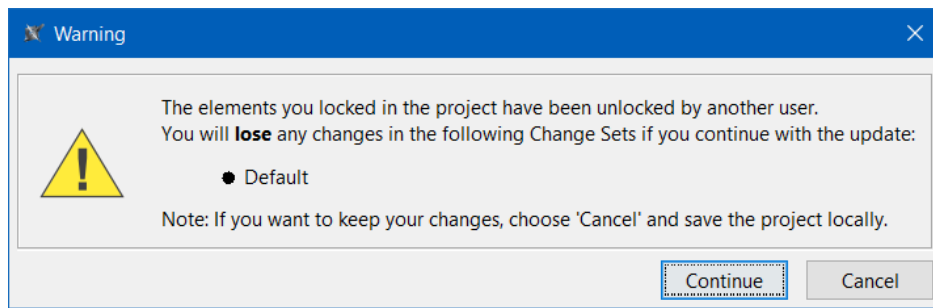 Warning
The elements you locked in the project have been unlocked by another user.
You will lose any changes in the following Change Sets if you continue with the update:
● Default
Note: If you want to keep your changes, choose 'Cancel' and save the project locally.
Continue
Cancel